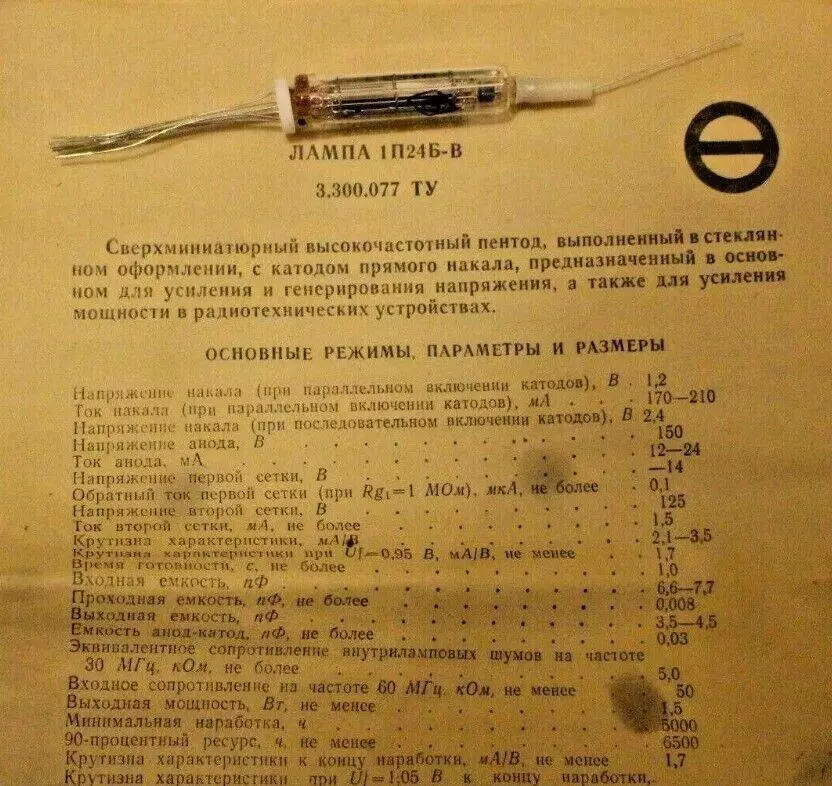 ЛАМПА 1П24Б-В
3.300.077 ТУ
Сверхминиатюрный высокочастотный пентод, выполненный в стеклян-
ном оформлении, с катодом прямого накала, предназначенный в основ-
ном для усиления и генерирования напряжения, а также для усиления
мощности в радиотехнических устройствах.
ОСНОВНЫЕ РЕЖИМЫ, ПАРАМЕТРЫ И РАЗМЕРЫ
Напряжение накала (при параллельном включении катодов), В . 1,2
Ток накала (при параллельном включении катодов), мА . . . 170—210
Напряжение накала (при последовательном включении катодов), В 2,4
Напряжение анода, В . . . . . . . . . . . 150
Ток анода, мА . . . . . . . . . . . . 12—24
Напряжение первой сетки, В . . . . . . . . . —14
Обратный ток первой сетки (при Rg₁=1 МОм), мкА, не более . 0,1
Напряжение второй сетки, В . . . . . . . . . 125
Ток второй сетки, мА, не более . . . . . . . . 1,5
Крутизна характеристики, мА/В . . . . . . . . 2,1—3,5
Крутизна характеристики при Uf=0,95 В, мА/В, не менее . . 1,7
Время готовности, с, не более . . . . . . . . 1,0
Входная емкость, пФ . . . . . . . . . . . 6,6—7,7
Проходная емкость, пФ, не более . . . . . . . 0,008
Выходная емкость, пФ . . . . . . . . . . 3,5—4,5
Емкость анод-катод, пФ, не более . . . . . . . 0,03
Эквивалентное сопротивление внутриламповых шумов на частоте
30 МГц, кОм, не более . . . . . . . . . 5,0
Входное сопротивление на частоте 60 МГц, кОм, не менее . . 50
Выходная мощность, Вт, не менее . . . . . . . 1,5
Минимальная наработка, ч . . . . . . . . . 5000
90-процентный ресурс, ч, не менее . . . . . . . 6500
Крутизна характеристики к концу наработки, мА/В, не менее 1,7
Крутизна характеристики при Uf=1,05 В к концу наработки,